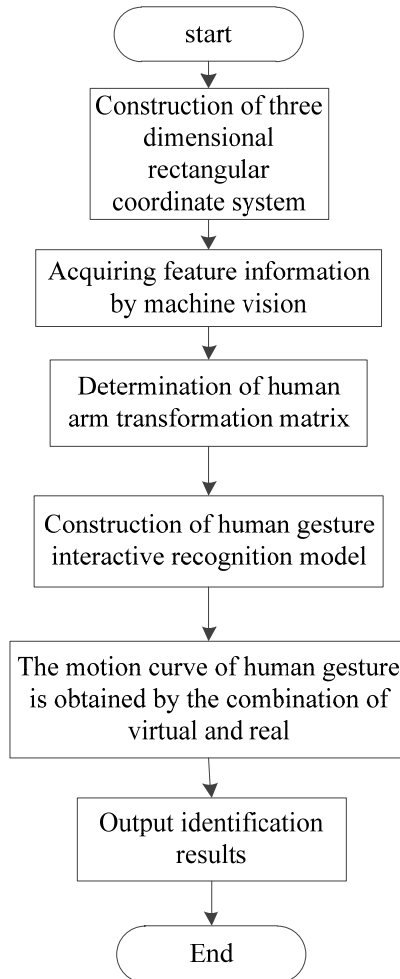 start
Construction of three
dimensional
rectangular
coordinate system
Acquiring feature information
by machine vision
Determination of human
arm transformation matrix
Construction of human gesture
interactive recognition model
The motion curve of human gesture
is obtained by the combination of
virtual and real
Output identification
results
End